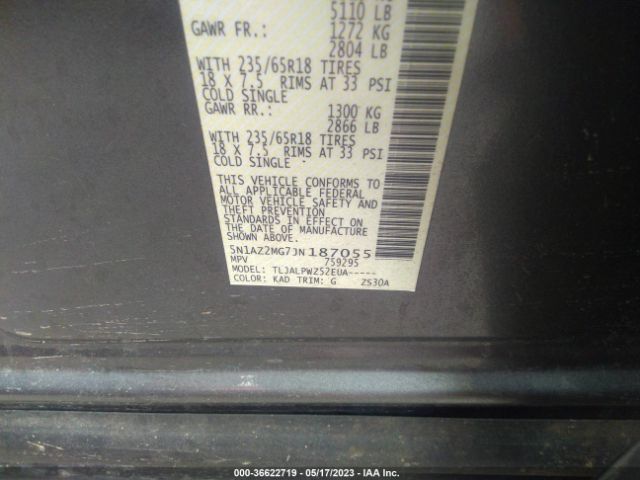 5110 LB
GAWR FR.: 1272 KG
2804 LB
WITH 235/65R18 TIRES
18 X 7.5 RIMS AT 33 PSI
COLD SINGLE
GAWR RR.: 1300 KG
2866 LB
WITH 235/65R18 TIRES
18 X 7.5 RIMS AT 33 PSI
COLD SINGLE
THIS VEHICLE CONFORMS TO
ALL APPLICABLE FEDERAL
MOTOR VEHICLE SAFETY AND
THEFT PREVENTION
STANDARDS IN EFFECT ON
THE DATE OF MANUFACTURE
SHOWN ABOVE.
5N1AZ2MG7JN187055
MPV 759295
MODEL: TLJALPWZ52EUA-----
COLOR: KAD TRIM: G ZS30A
000-36622719 - 05/17/2023 - IAA Inc.